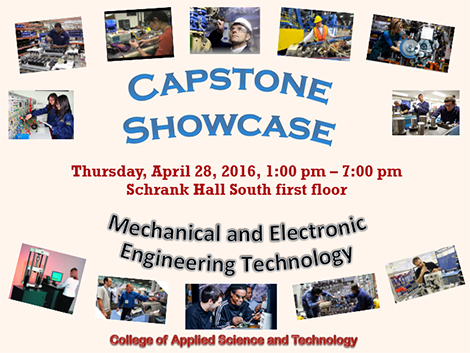 Capstone
Showcase
Thursday, April 28, 2016, 1:00 pm – 7:00 pm
Schrank Hall South first floor
Mechanical and Electronic
Engineering Technology
College of Applied Science and Technology